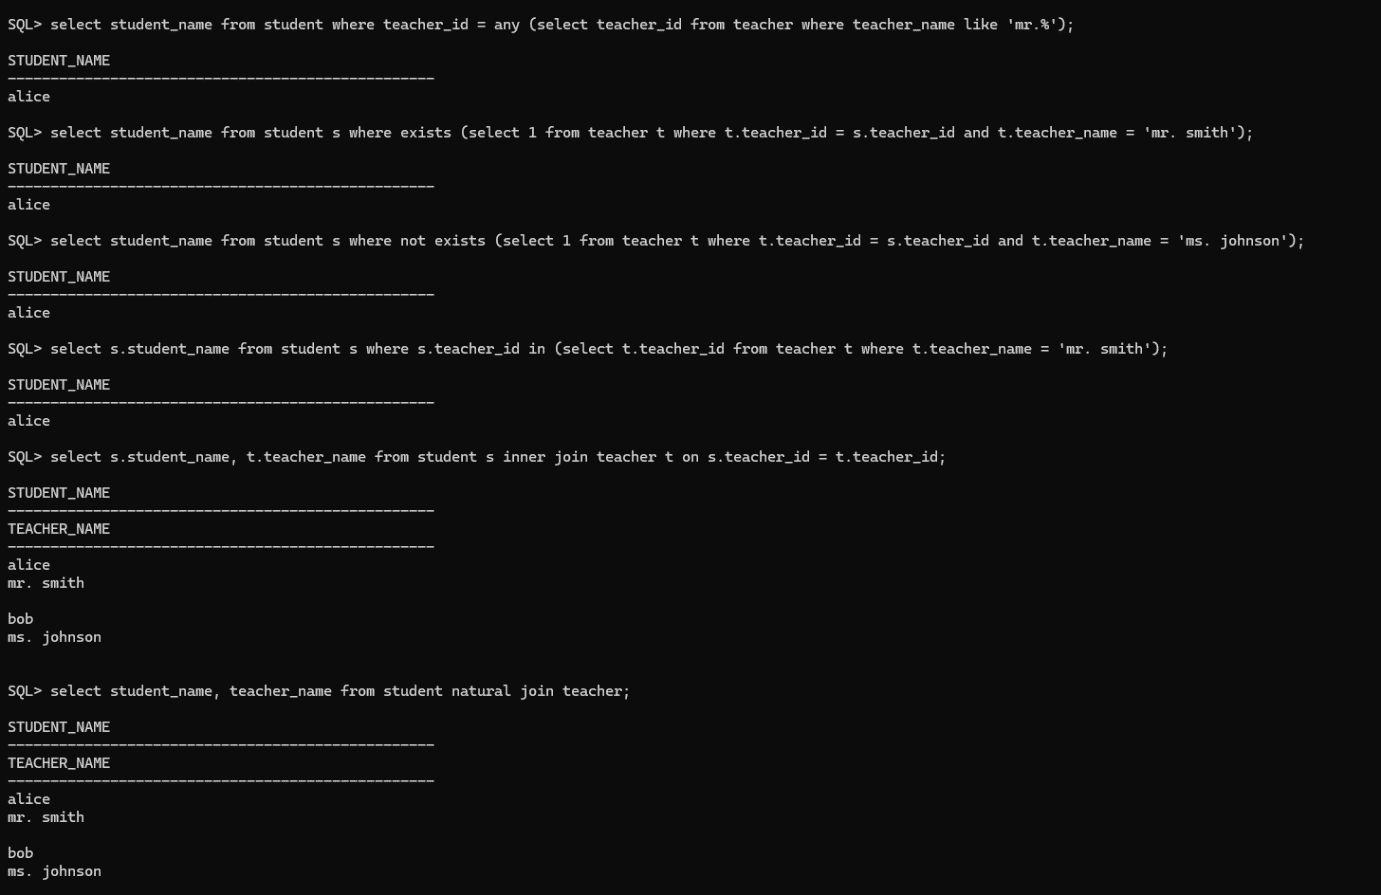 SQL> select student_name from student where teacher_id = any (select teacher_id from teacher where teacher_name like 'mr.%');
STUDENT_NAME
--------------------------------------------------
alice
SQL> select student_name from student s where exists (select 1 from teacher t where t.teacher_id = s.teacher_id and t.teacher_name = 'mr. smith');
STUDENT_NAME
--------------------------------------------------
alice
SQL> select student_name from student s where not exists (select 1 from teacher t where t.teacher_id = s.teacher_id and t.teacher_name = 'ms. johnson');
STUDENT_NAME
--------------------------------------------------
alice
SQL> select s.student_name from student s where s.teacher_id in (select t.teacher_id from teacher t where t.teacher_name = 'mr. smith');
STUDENT_NAME
--------------------------------------------------
alice
SQL> select s.student_name, t.teacher_name from student s inner join teacher t on s.teacher_id = t.teacher_id;
STUDENT_NAME
--------------------------------------------------
TEACHER_NAME
--------------------------------------------------
alice
mr. smith
bob
ms. johnson
SQL> select student_name, teacher_name from student natural join teacher;
STUDENT_NAME
--------------------------------------------------
TEACHER_NAME
--------------------------------------------------
alice
mr. smith
bob
ms. johnson